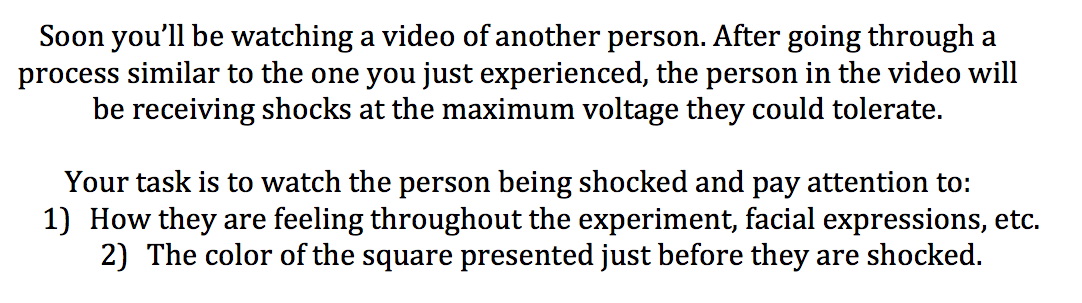 Soon you’ll be watching a video of another person. After going through a
process similar to the one you just experienced, the person in the video will
be receiving shocks at the maximum voltage they could tolerate.
Your task is to watch the person being shocked and pay attention to:
1) How they are feeling throughout the experiment, facial expressions, etc.
2) The color of the square presented just before they are shocked.